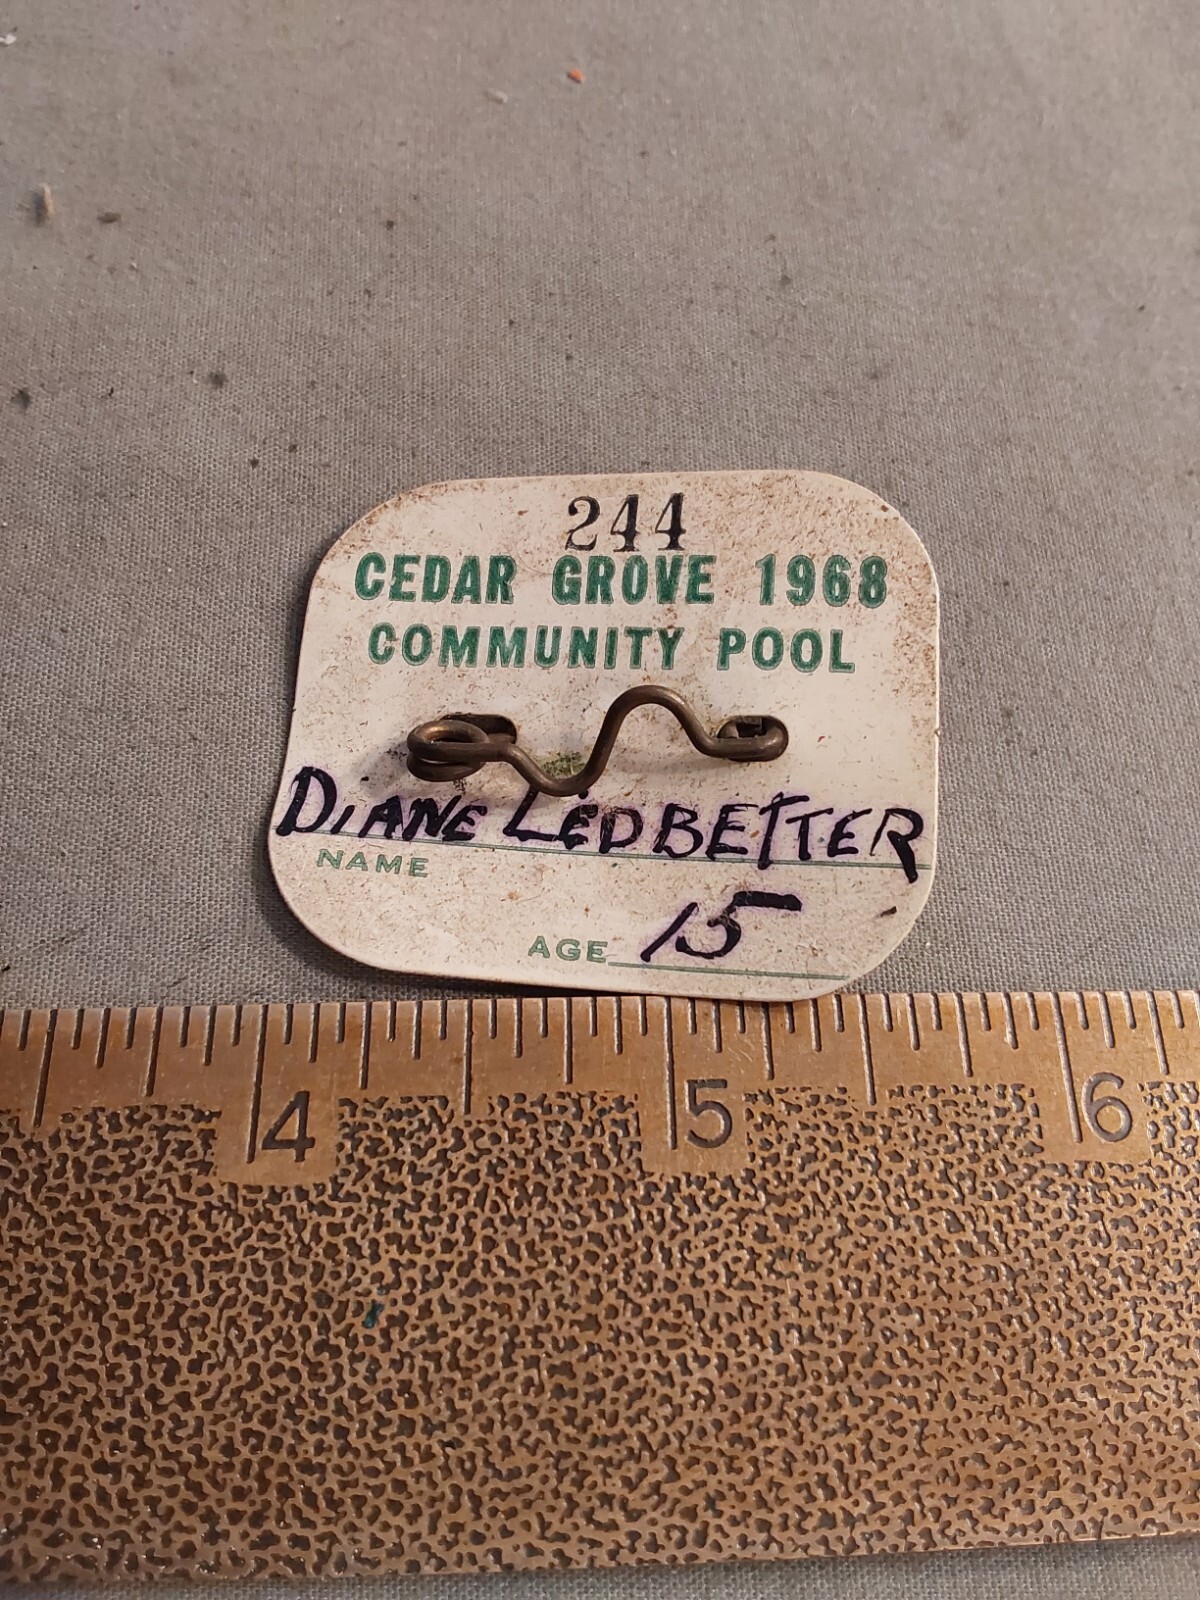 244
CEDAR GROVE 1968
COMMUNITY POOL
DIANE LEDBETTER
NAME
AGE 15
4 5 6